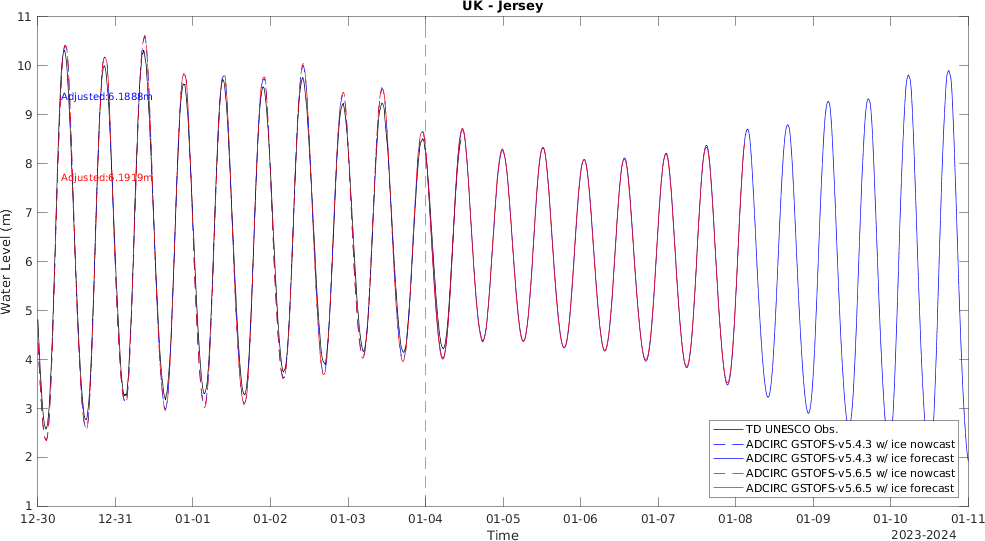 UK - Jersey
11
10
9
8
7
6
5
4
3
2
1
Water Level (m)
Adjusted:6.1888m
Adjusted:6.1919m
TD UNESCO Obs.
ADCIRC GSTOFS-v5.4.3 w/ ice nowcast
ADCIRC GSTOFS-v5.4.3 w/ ice forecast
ADCIRC GSTOFS-v5.6.5 w/ ice nowcast
ADCIRC GSTOFS-v5.6.5 w/ ice forecast
12-30 12-31 01-01 01-02 01-03 01-04 01-05 01-06 01-07 01-08 01-09 01-10 01-11
Time
2023-2024